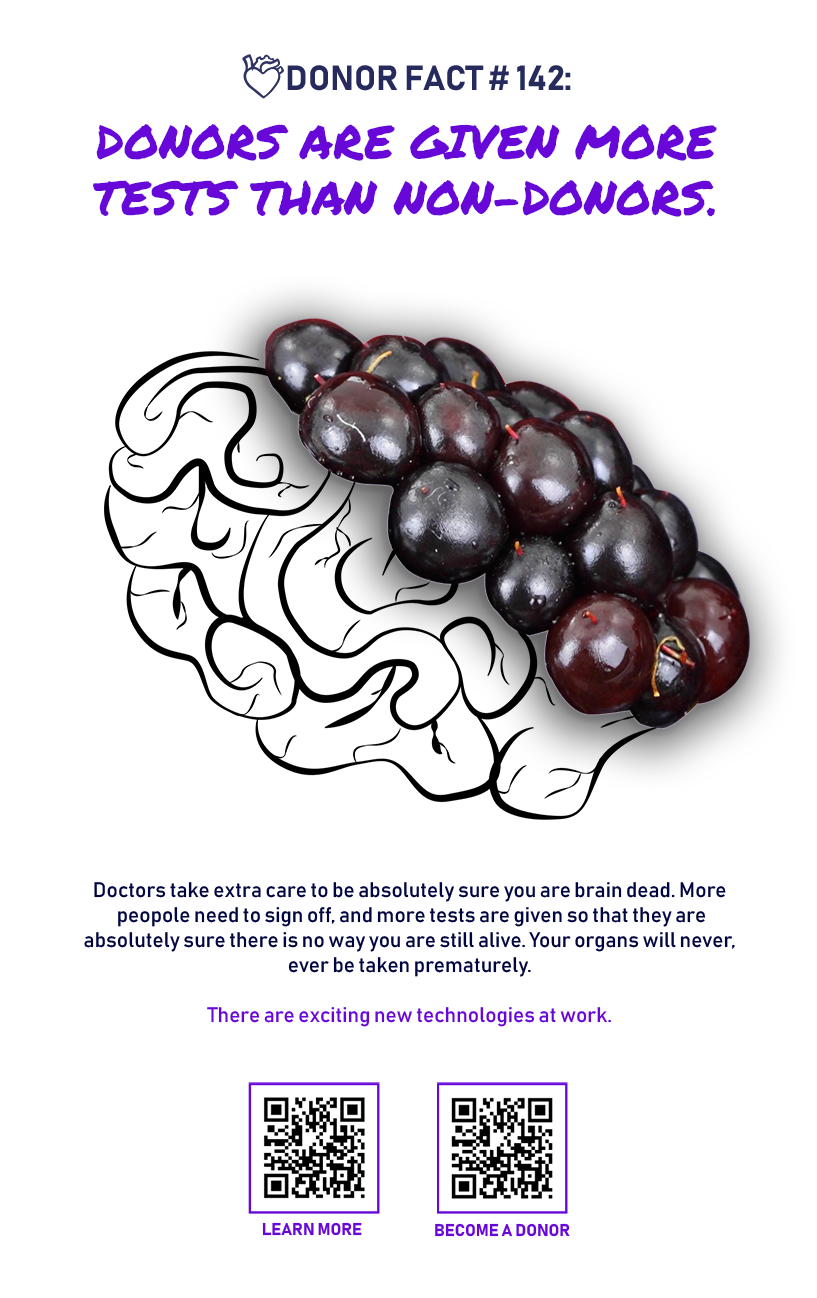 DONOR FACT # 142:
DONORS ARE GIVEN MORE
TESTS THAN NON-DONORS.
Doctors take extra care to be absolutely sure you are brain dead. More
peopole need to sign off, and more tests are given so that they are
absolutely sure there is no way you are still alive. Your organs will never,
ever be taken prematurely.
There are exciting new technologies at work.
LEARN MORE
BECOME A DONOR